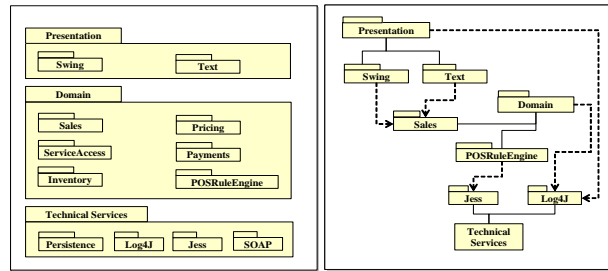 Presentation
Swing
Text
Domain
Sales
Pricing
ServiceAccess
Payments
Inventory
POSRuleEngine
Technical Services
Persistence
Log4J
Jess
SOAP
Presentation
Swing
Text
Domain
Sales
POSRuleEngine
Jess
Log4J
Technical
Services